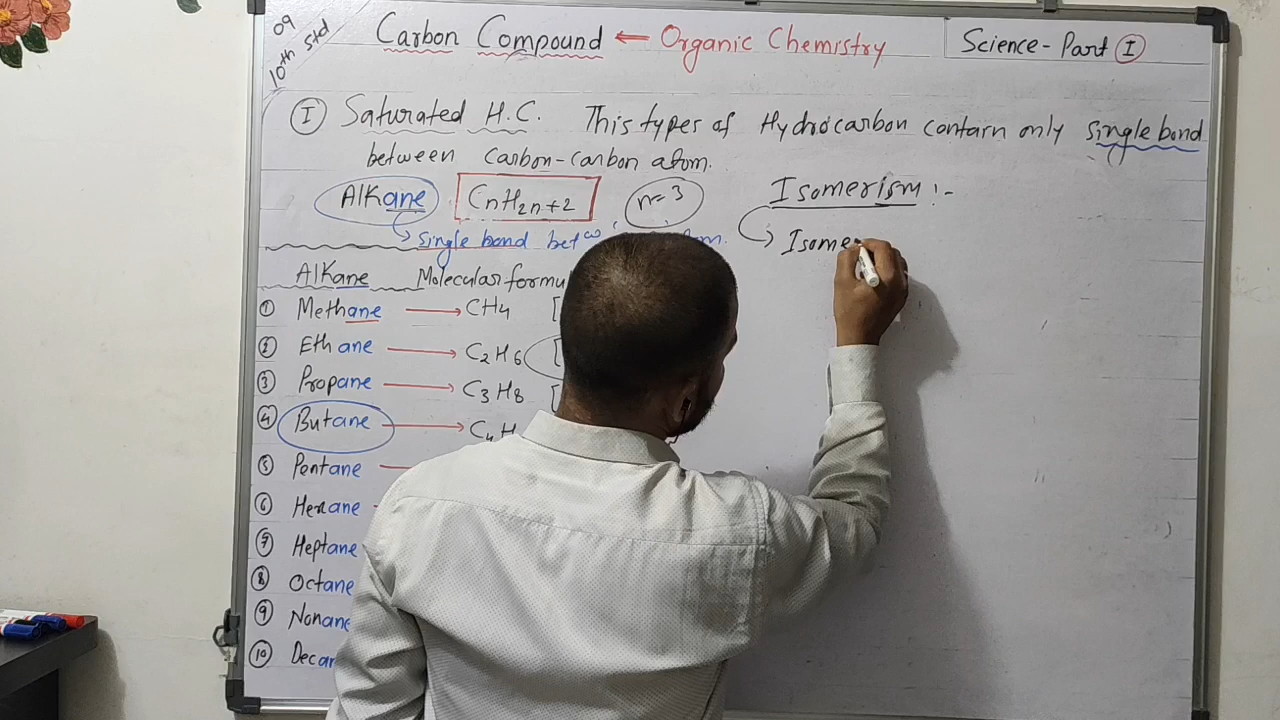 09
10th std
Carbon Compound ← Organic Chemistry
Science - Part I
I Saturated H.C. This types of Hydrocarbon contain only single bond
between Carbon-carbon atom.
Alkane CnH2n+2 n=3
Isomerism :-
→ single bond betⁿ
→ Isome
Alkane Molecular formu
1 Methane → CH4 [
2 Ethane → C2H6 [
3 Propane → C3H8 [
4 Butane → C4H
5 Pentane
6 Hexane
7 Heptane
8 Octane
9 Nonane
10 Decan